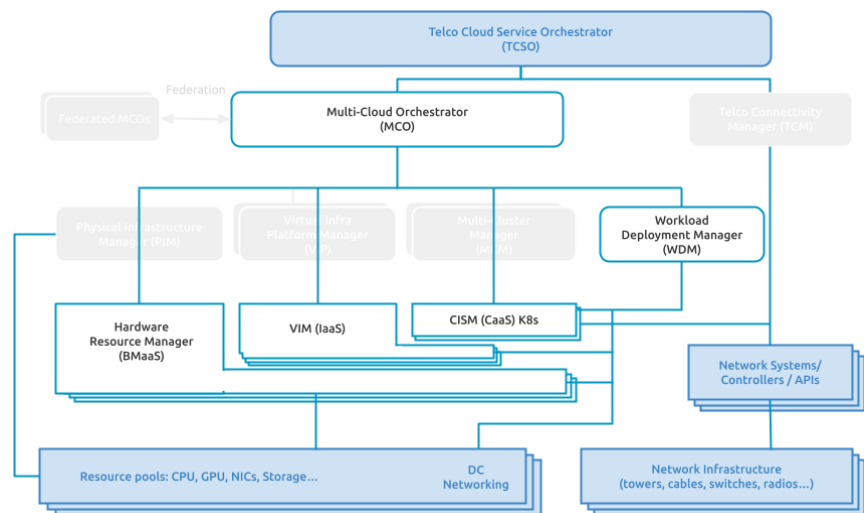 Telco Cloud Service Orchestrator
(TCSO)
Federation
Federated MCOs
Multi-Cloud Orchestrator
(MCO)
Telco Connectivity
Manager (TCM)
Physical Infrastructure
Manager (PIM)
Virtual Infra
Platform Manager
(VIP)
Multi-Cluster
Manager
(MCM)
Workload
Deployment Manager
(WDM)
Hardware
Resource Manager
(BMaaS)
VIM (IaaS)
CISM (CaaS) K8s
Network Systems/
Controllers / APIs
Resource pools: CPU, GPU, NICs, Storage...
DC
Networking
Network Infrastructure
(towers, cables, switches, radios...)